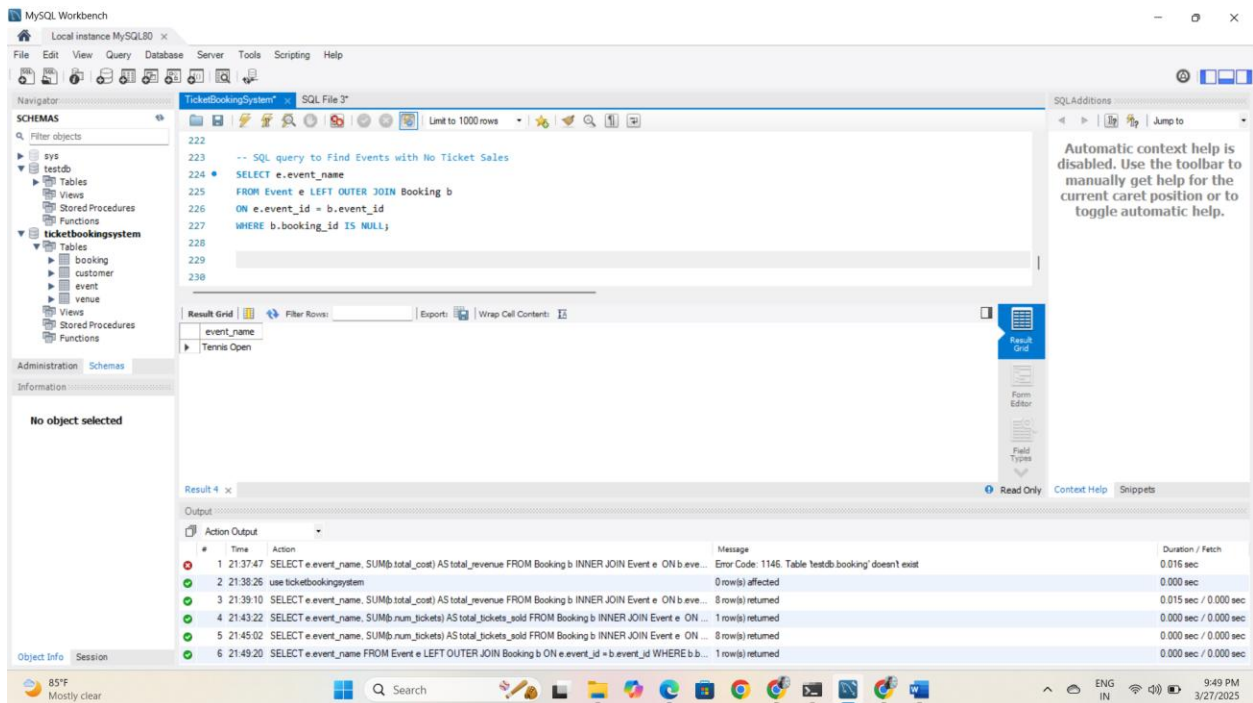 MySQL Workbench
Local instance MySQL80
File Edit View Query Database Server Tools Scripting Help
Navigator
SCHEMAS
Filter objects
sys
testdb
Tables
Views
Stored Procedures
Functions
ticketbookingsystem
Tables
booking
customer
event
venue
Views
Stored Procedures
Functions
Administration Schemas
Information
No object selected
Object Info Session
TicketBookingSystem* SQL File 3*
Limit to 1000 rows
222
223 -- SQL query to Find Events with No Ticket Sales
224 SELECT e.event_name
225 FROM Event e LEFT OUTER JOIN Booking b
226 ON e.event_id = b.event_id
227 WHERE b.booking_id IS NULL;
228
229
230
Result Grid Filter Rows: Export: Wrap Cell Content:
event_name
Tennis Open
Result Grid
Form Editor
Field Types
Result 4 Read Only
SQLAdditions
Jump to
Automatic context help is
disabled. Use the toolbar to
manually get help for the
current caret position or to
toggle automatic help.
Context Help Snippets
Output
Action Output
# Time Action Message Duration / Fetch
1 21:37:47 SELECT e.event_name, SUM(b.total_cost) AS total_revenue FROM Booking b INNER JOIN Event e ON b.eve... Error Code: 1146. Table 'testdb.booking' doesn't exist 0.016 sec
2 21:38:26 use ticketbookingsystem 0 row(s) affected 0.000 sec
3 21:39:10 SELECT e.event_name, SUM(b.total_cost) AS total_revenue FROM Booking b INNER JOIN Event e ON b.eve... 8 row(s) returned 0.015 sec / 0.000 sec
4 21:43:22 SELECT e.event_name, SUM(b.num_tickets) AS total_tickets_sold FROM Booking b INNER JOIN Event e ON ... 1 row(s) returned 0.000 sec / 0.000 sec
5 21:45:02 SELECT e.event_name, SUM(b.num_tickets) AS total_tickets_sold FROM Booking b INNER JOIN Event e ON ... 8 row(s) returned 0.000 sec / 0.000 sec
6 21:49:20 SELECT e.event_name FROM Event e LEFT OUTER JOIN Booking b ON e.event_id = b.event_id WHERE b.b... 1 row(s) returned 0.000 sec / 0.000 sec
85°F
Mostly clear
Search
ENG
IN
9:49 PM
3/27/2025